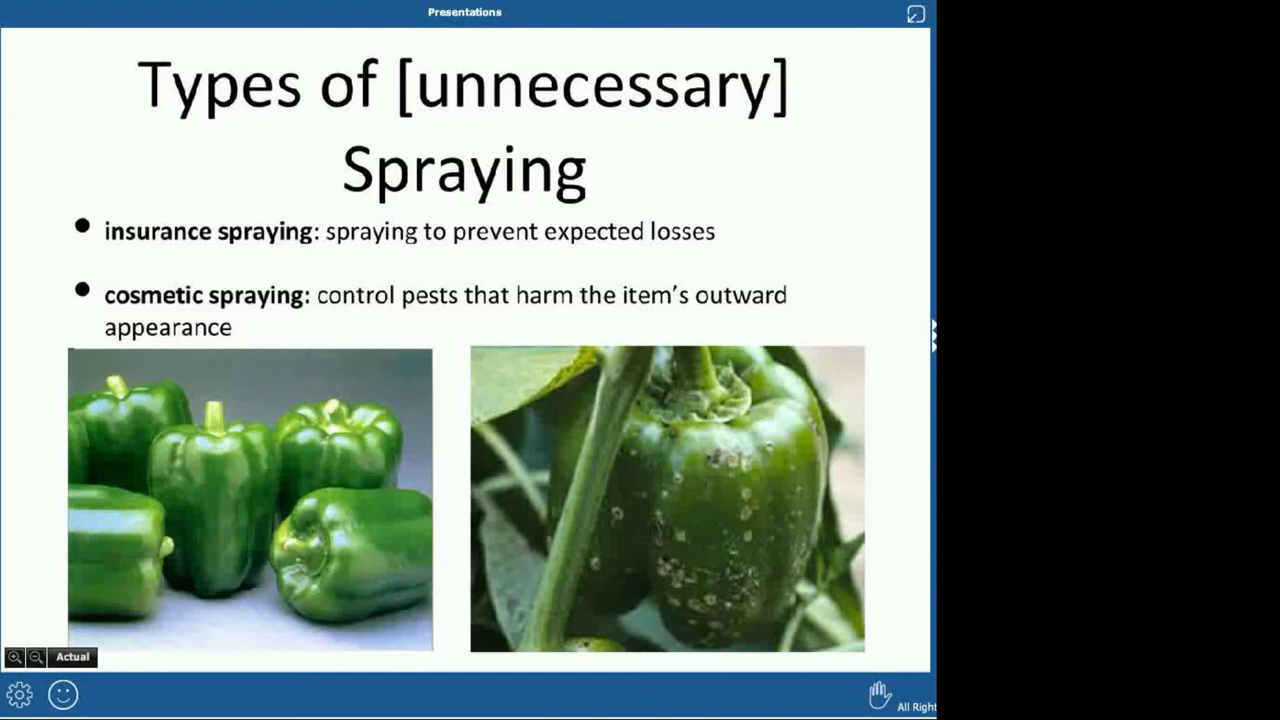 Presentations
Types of [unnecessary]
Spraying
insurance spraying: spraying to prevent expected losses
cosmetic spraying: control pests that harm the item's outward
appearance
Actual
All Right